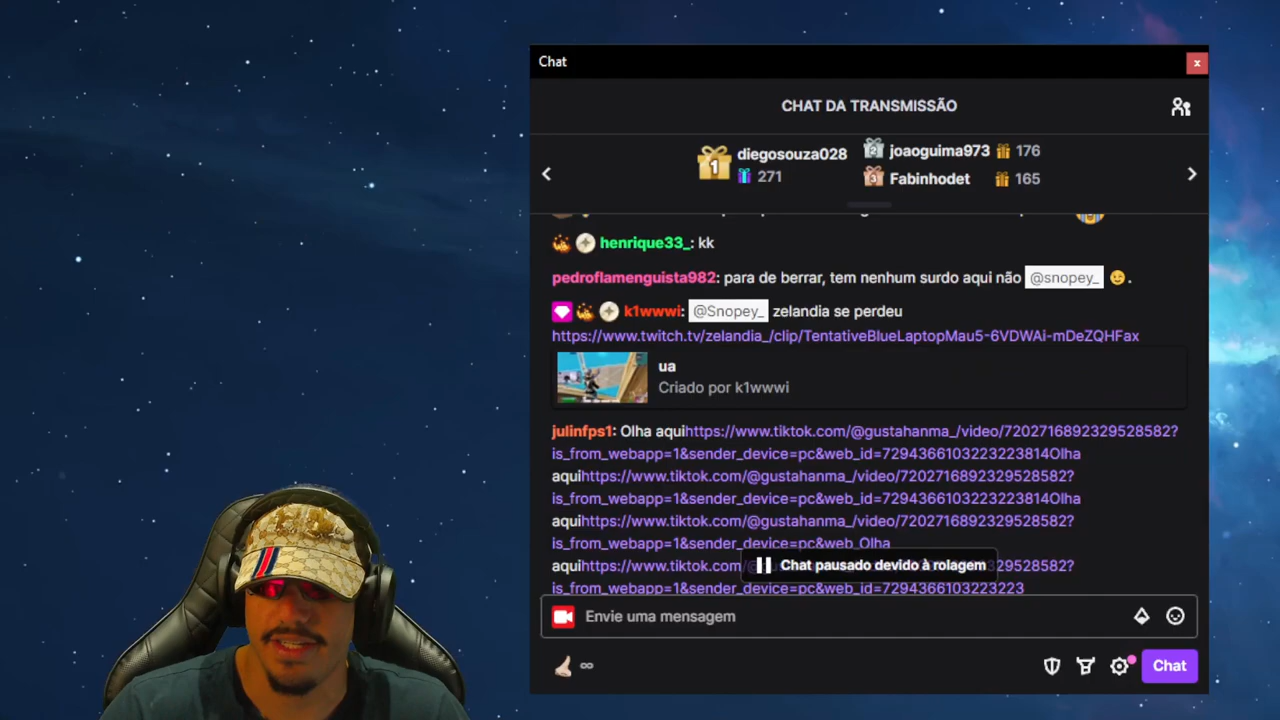 Chat
x
CHAT DA TRANSMISSÃO
1 diegosouza028 271
2 joaoguima973 176
3 Fabinhodet 165
henrique33_: kk
pedroflamenguista982: para de berrar, tem nenhum surdo aqui não @snopey_ .
k1wwwi: @Snopey_ zelandia se perdeu
https://www.twitch.tv/zelandia_/clip/TentativeBlueLaptopMau5-6VDWAi-mDeZQHFax
ua
Criado por k1wwwi
julinfps1: Olha aquihttps://www.tiktok.com/@gustahanma_/video/7202716892329528582?
is_from_webapp=1&sender_device=pc&web_id=7294366103223223814Olha
aquihttps://www.tiktok.com/@gustahanma_/video/7202716892329528582?
is_from_webapp=1&sender_device=pc&web_id=7294366103223223814Olha
aquihttps://www.tiktok.com/@gustahanma_/video/7202716892329528582?
is_from_webapp=1&sender_device=pc&web_Olha
aquihttps://www.tiktok.com/ 2329528582?
Chat pausado devido à rolagem
is_from_webapp=1&sender_device=pc&web_id=7294366103223223
Envie uma mensagem
∞
Chat